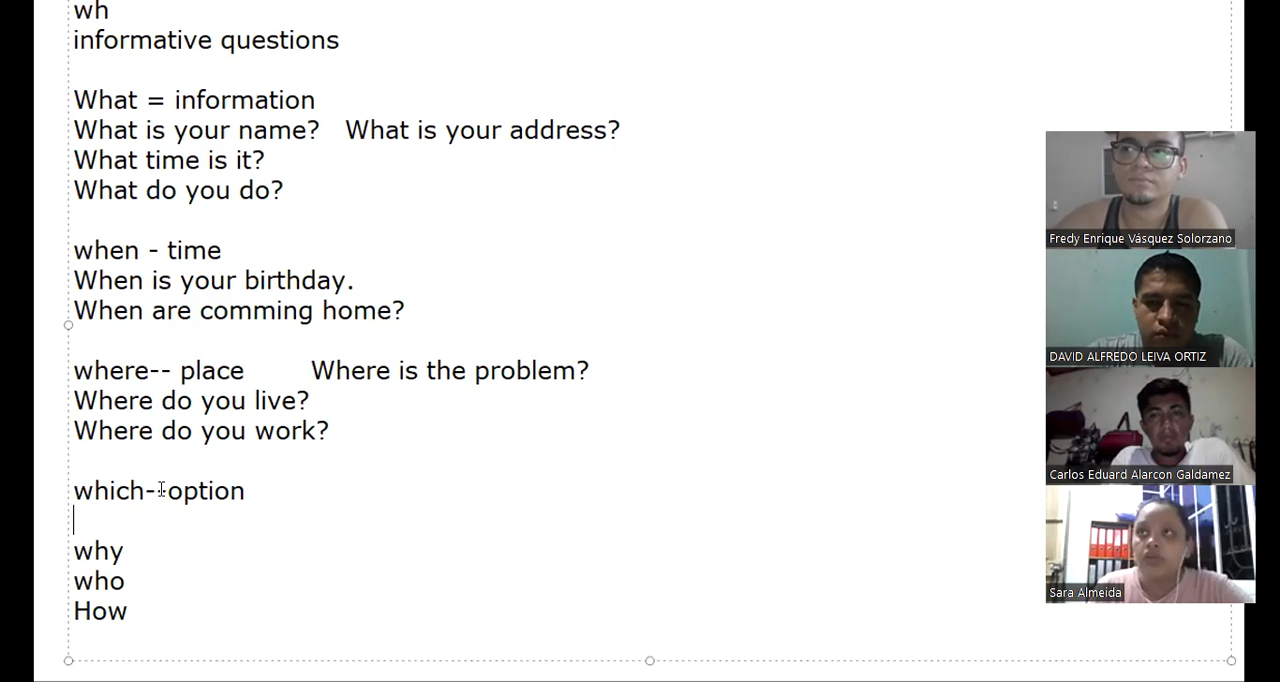 wh
informative questions
What = information
What is your name? What is your address?
What time is it?
What do you do?
when - time
When is your birthday.
When are comming home?
where-- place Where is the problem?
Where do you live?
Where do you work?
which--option
why
who
How
Fredy Enrique Vásquez Solorzano
DAVID ALFREDO LEIVA ORTIZ
Carlos Eduard Alarcon Galdamez
Sara Almeida